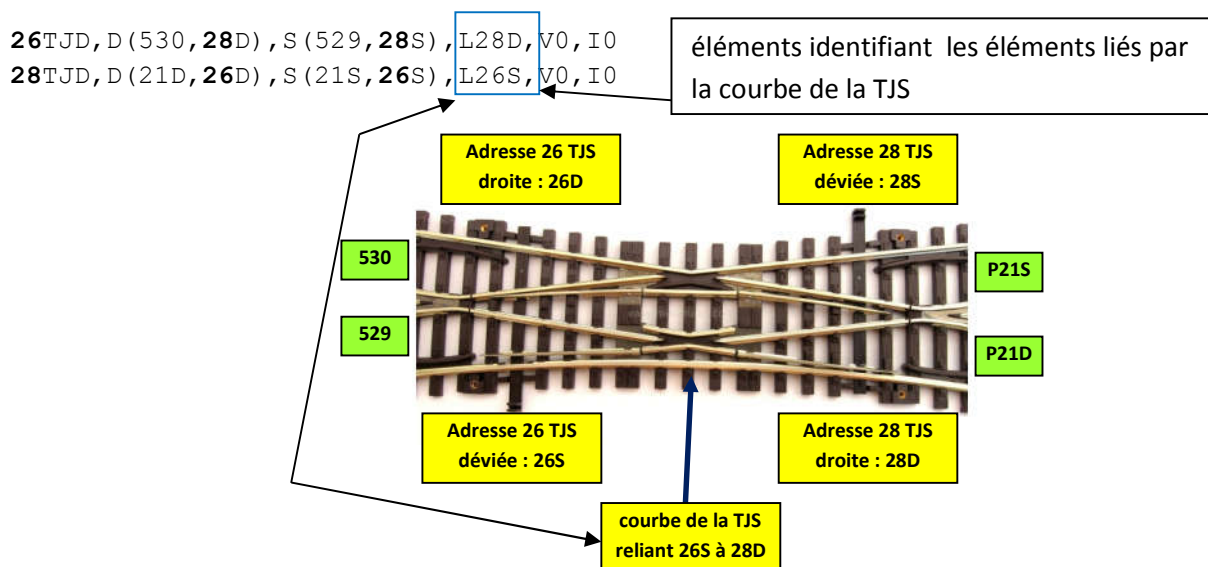 26TJD,D(530,28D),S(529,28S),L28D,V0,I0
28TJD,D(21D,26D),S(21S,26S),L26S,V0,I0
éléments identifiant les éléments liés par
la courbe de la TJS
Adresse 26 TJS
droite : 26D
Adresse 28 TJS
déviée : 28S
530
P21S
529
P21D
Adresse 26 TJS
déviée : 26S
Adresse 28 TJS
droite : 28D
courbe de la TJS
reliant 26S à 28D